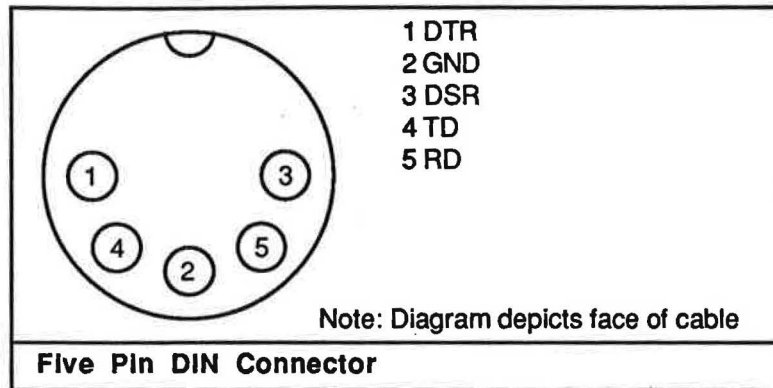 1 DTR
2 GND
3 DSR
4 TD
5 RD
1
3
4
5
2
Note: Diagram depicts face of cable
Five Pin DIN Connector